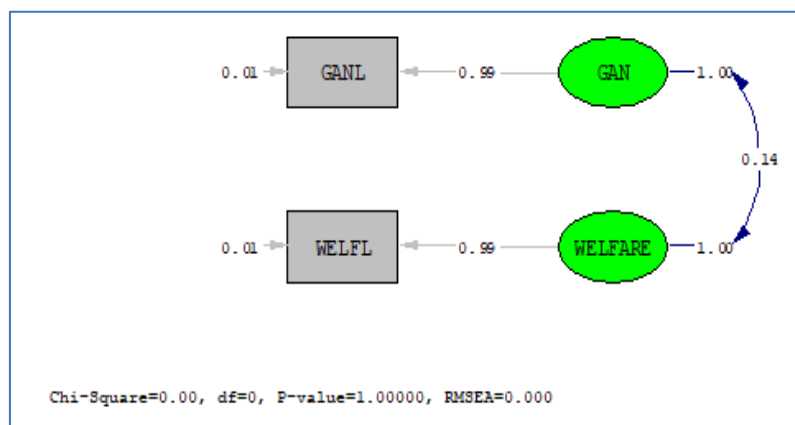 0.01 GANL 0.99 GAN 1.00
0.14
0.01 WELFL 0.99 WELFARE 1.00
Chi-Square=0.00, df=0, P-value=1.00000, RMSEA=0.000